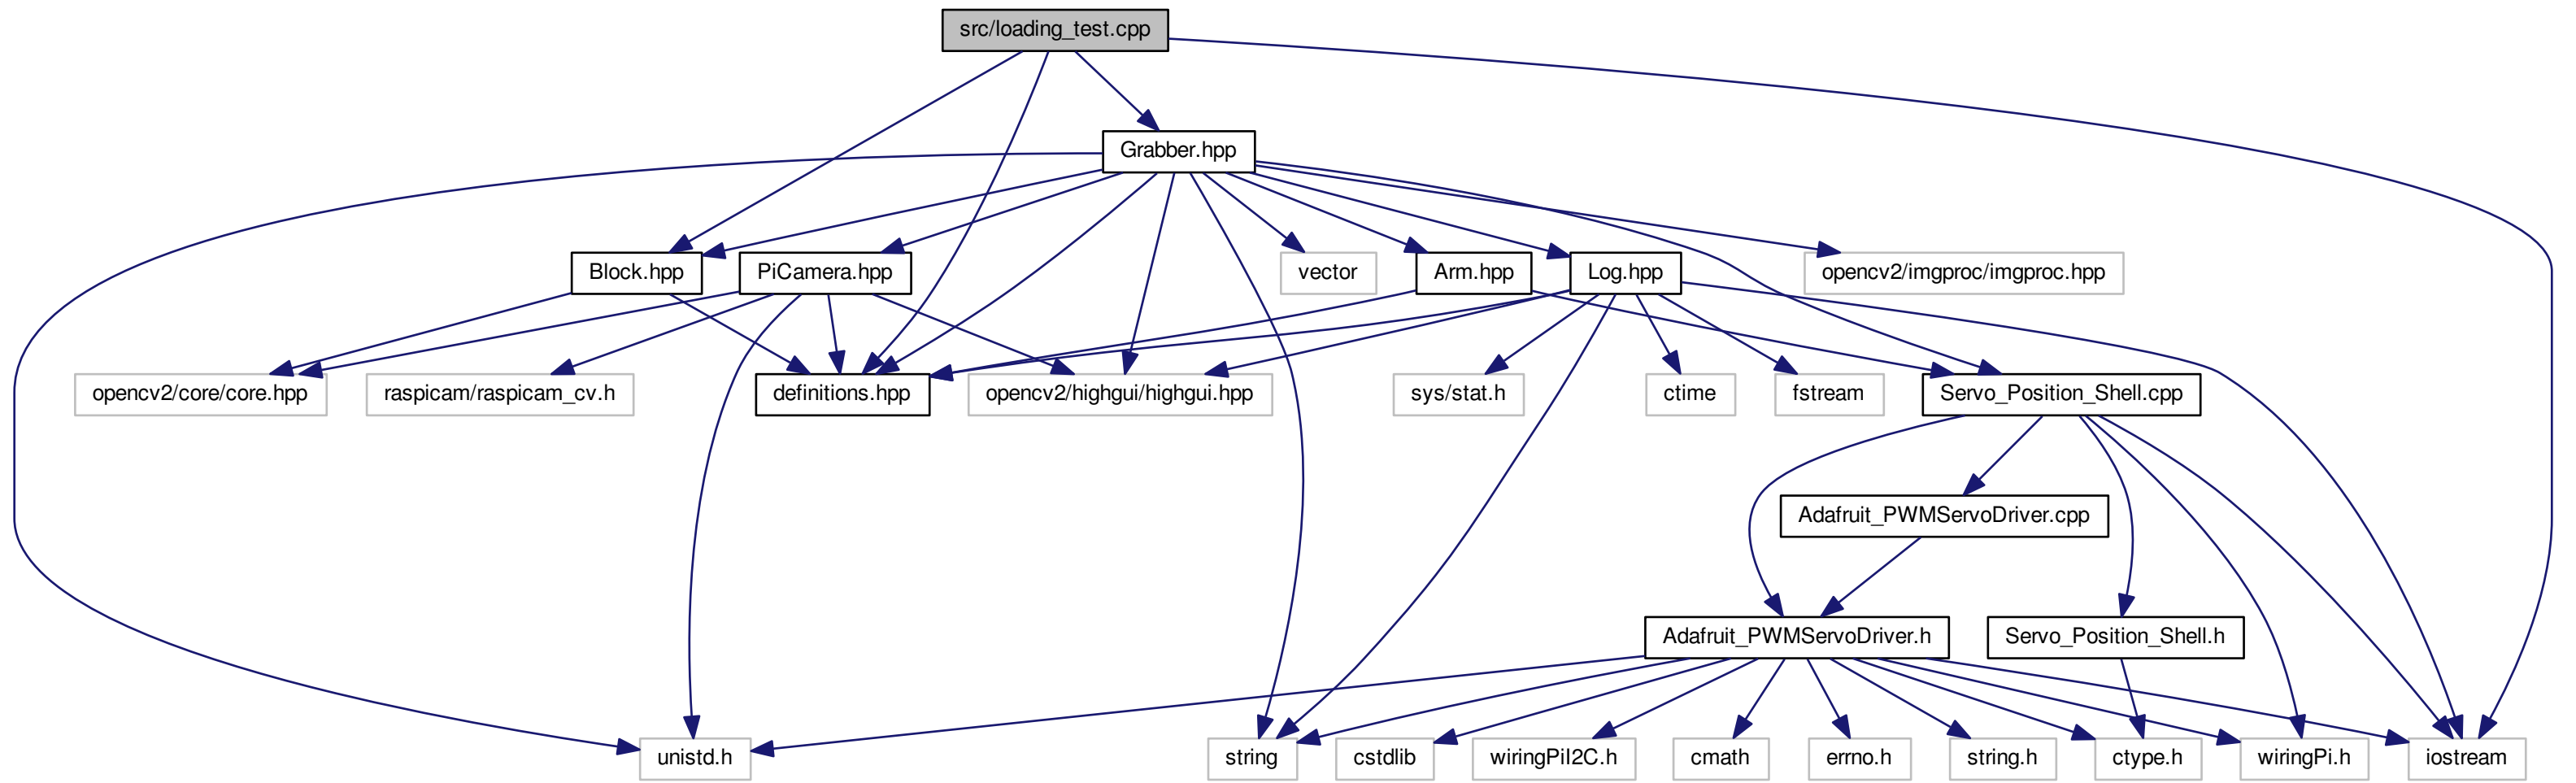 src/loading_test.cpp
Grabber.hpp
Block.hpp
PiCamera.hpp
vector
Arm.hpp
Log.hpp
opencv2/imgproc/imgproc.hpp
opencv2/core/core.hpp
raspicam/raspicam_cv.h
definitions.hpp
opencv2/highgui/highgui.hpp
sys/stat.h
ctime
fstream
Servo_Position_Shell.cpp
Adafruit_PWMServoDriver.cpp
Adafruit_PWMServoDriver.h
Servo_Position_Shell.h
unistd.h
string
cstdlib
wiringPiI2C.h
cmath
errno.h
string.h
ctype.h
wiringPi.h
iostream